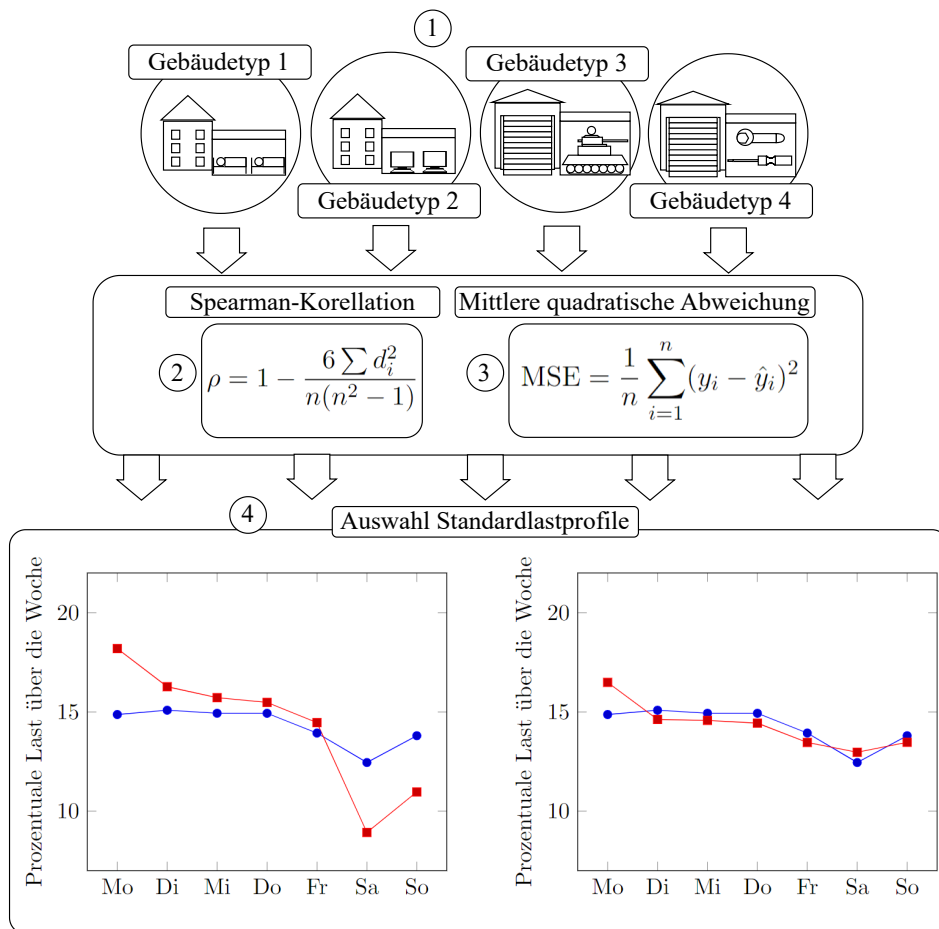 1
Gebäudetyp 1
Gebäudetyp 2
Gebäudetyp 3
Gebäudetyp 4
Spearman-Korellation
Mittlere quadratische Abweichung
2
ρ = 1 − 6 ∑ d_i^2 / n(n^2 − 1)
3
MSE = 1/n ∑_{i=1}^{n} (y_i − ŷ_i)^2
4
Auswahl Standardlastprofile
Prozentuale Last über die Woche
20
15
10
Mo Di Mi Do Fr Sa So
Prozentuale Last über die Woche
20
15
10
Mo Di Mi Do Fr Sa So